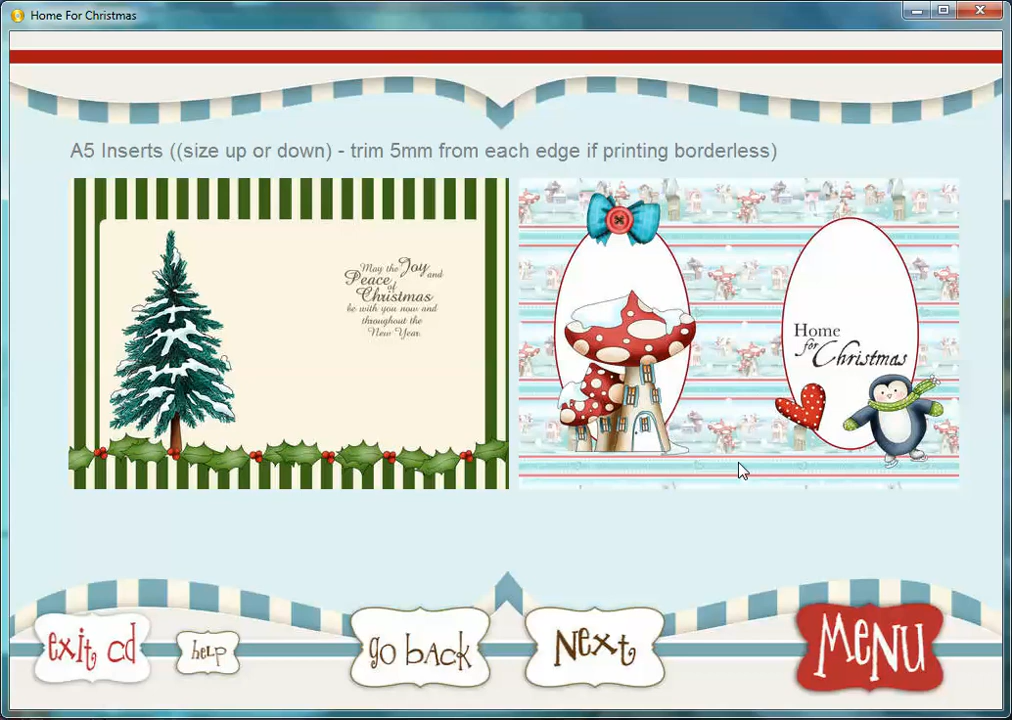 Home For Christmas
A5 Inserts ((size up or down) - trim 5mm from each edge if printing borderless)
May the Joy and
Peace of
Christmas
be with you now and
throughout the
New Year
Home
for Christmas
exit cd
help
go back
Next
MeNU